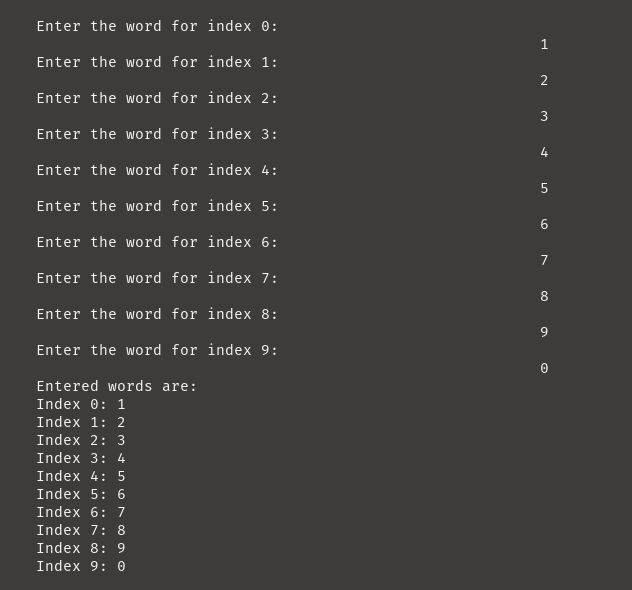 Enter the word for index 0:
1
Enter the word for index 1:
2
Enter the word for index 2:
3
Enter the word for index 3:
4
Enter the word for index 4:
5
Enter the word for index 5:
6
Enter the word for index 6:
7
Enter the word for index 7:
8
Enter the word for index 8:
9
Enter the word for index 9:
0
Entered words are:
Index 0: 1
Index 1: 2
Index 2: 3
Index 3: 4
Index 4: 5
Index 5: 6
Index 6: 7
Index 7: 8
Index 8: 9
Index 9: 0